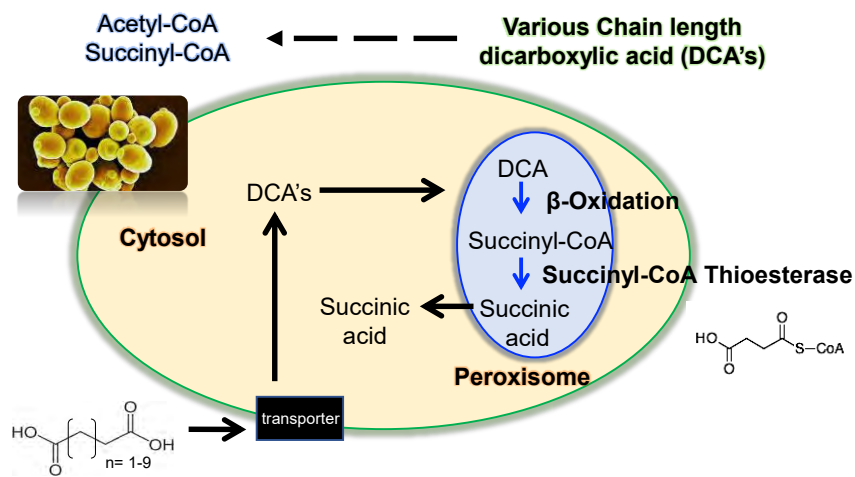 Acetyl-CoA
Succinyl-CoA
Various Chain length
dicarboxylic acid (DCA's)
DCA
DCA's
β-Oxidation
Cytosol
Succinyl-CoA
Succinyl-CoA Thioesterase
Succinic
acid
Succinic
acid
HO
O
O
S-CoA
Peroxisome
transporter
HO
O
O
OH
n= 1-9